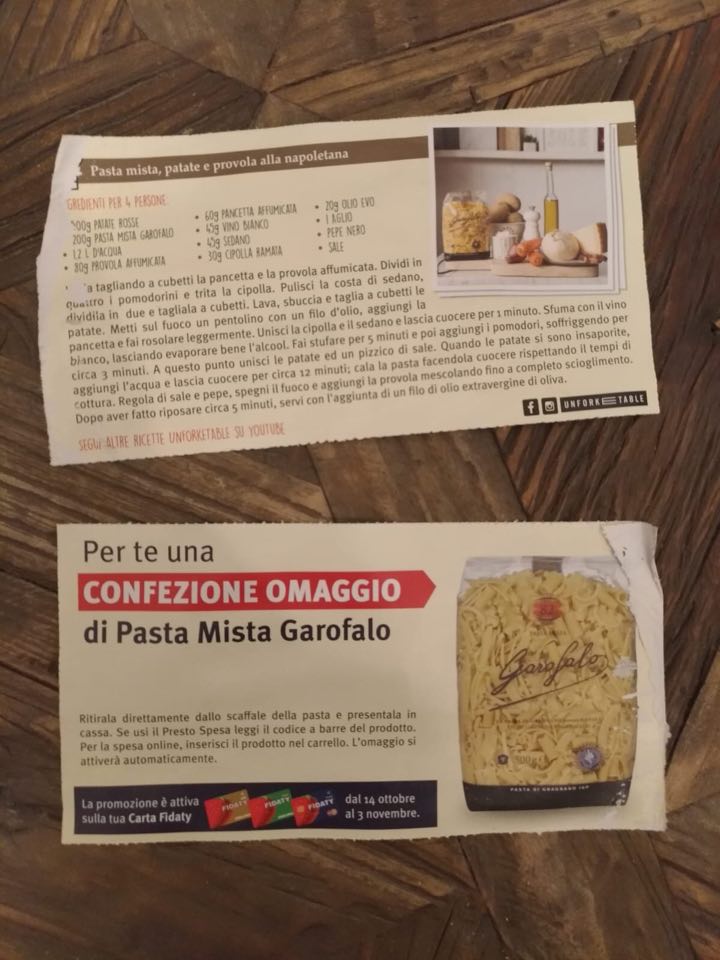 Pasta mista, patate e provola alla napoletana
GREDIENTI PER 4 PERSONE
00g PATATE ROSSE
200g PASTA MISTA GAROFALO
• 1,2 L D'ACQUA
• 80g PROVOLA AFFUMICATA
• 60g PANCETTA AFFUMICATA
• 45g VINO BIANCO
• 45g SEDANO
• 30g CIPOLLA RAMATA
• 20g OLIO EVO
• 1 AGLIO
• PEPE NERO
• SALE
tagliando a cubetti la pancetta e la provola affumicata. Dividi in
quattro i pomodorini e trita la cipolla. Pulisci la costa di sedano,
dividila in due e tagliala a cubetti. Lava, sbuccia e taglia a cubetti le
patate. Metti sul fuoco un pentolino con un filo d'olio, aggiungi la
pancetta e fai rosolare leggermente. Unisci la cipolla e il sedano e lascia cuocere per 1 minuto. Sfuma con il vino
bianco, lasciando evaporare bene l'alcool. Fai stufare per 5 minuti e poi aggiungi i pomodori, soffriggendo per
circa 3 minuti. A questo punto unisci le patate ed un pizzico di sale. Quando le patate si sono insaporite,
aggiungi l'acqua e lascia cuocere per circa 12 minuti; cala la pasta facendola cuocere rispettando il tempo di
cottura. Regola di sale e pepe, spegni il fuoco e aggiungi la provola mescolando fino a completo scioglimento.
Dopo aver fatto riposare circa 5 minuti, servi con l'aggiunta di un filo di olio extravergine di oliva.
SEGUI ALTRE RICETTE UNFORKETABLE SU YOUTUBE
UNFORKETABLE
Per te una
CONFEZIONE OMAGGIO
di Pasta Mista Garofalo
Ritirala direttamente dallo scaffale della pasta e presentala in
cassa. Se usi il Presto Spesa leggi il codice a barre del prodotto.
Per la spesa online, inserisci il prodotto nel carrello. L'omaggio si
attiverà automaticamente.
La promozione è attiva
sulla tua Carta Fidaty
FIDATY
FIDATY
FIDATY
dal 14 ottobre
al 3 novembre.
Garofalo
500g
PASTA DI GRAGNANO IGP